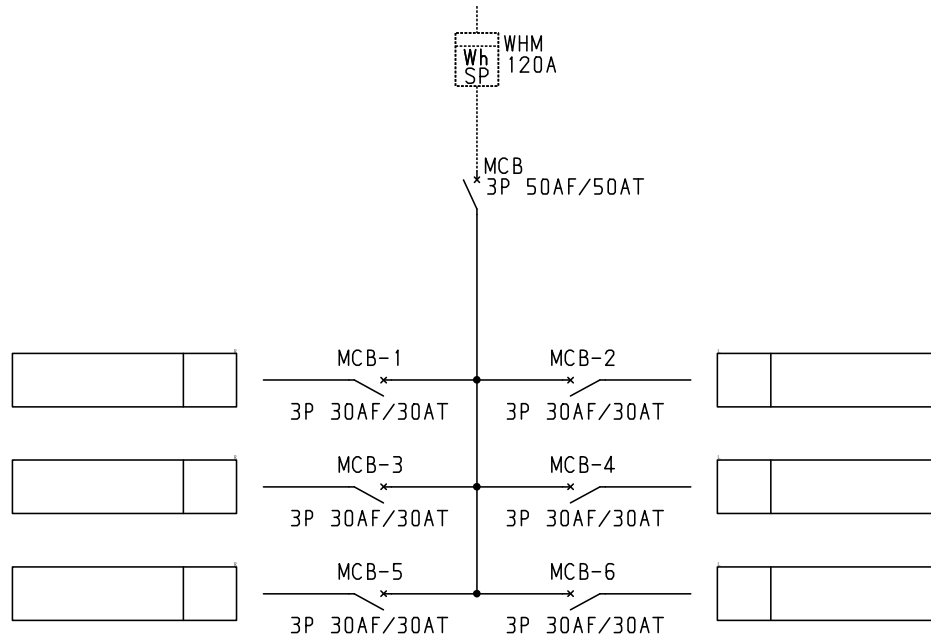 WHM
Wh
120A
SP
MCB
3P 50AF/50AT
MCB-1
MCB-2
3P 30AF/30AT
3P 30AF/30AT
MCB-3
MCB-4
3P 30AF/30AT
3P 30AF/30AT
MCB-5
MCB-6
3P 30AF/30AT
3P 30AF/30AT